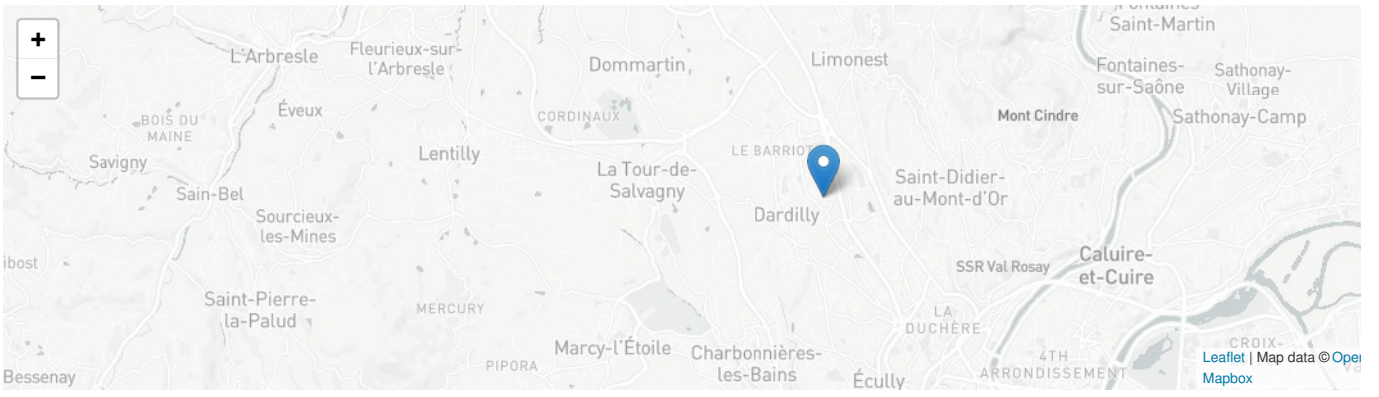 +
−
Fontaines
Saint-Martin
L'Arbresle
Fleurieux-sur-
l'Arbresle
Dommartin
Limonest
Fontaines-
sur-Saône
Sathonay-
Village
BOIS DU
MAINE
Éveux
CORDINAUX
Mont Cindre
Sathonay-Camp
Savigny
Lentilly
LE BARRIOT
La Tour-de-
Salvagny
Saint-Didier-
au-Mont-d'Or
Sain-Bel
Sourcieux-
les-Mines
Dardilly
ibost
SSR Val Rosay
Caluire-
et-Cuire
Saint-Pierre-
la-Palud
MERCURY
LA
DUCHÈRE
Marcy-l'Étoile
Charbonnières-
les-Bains
PIPORA
Écully
4TH
ARRONDISSEMENT
CROIX-
Bessenay
Leaflet | Map data © Open
Mapbox